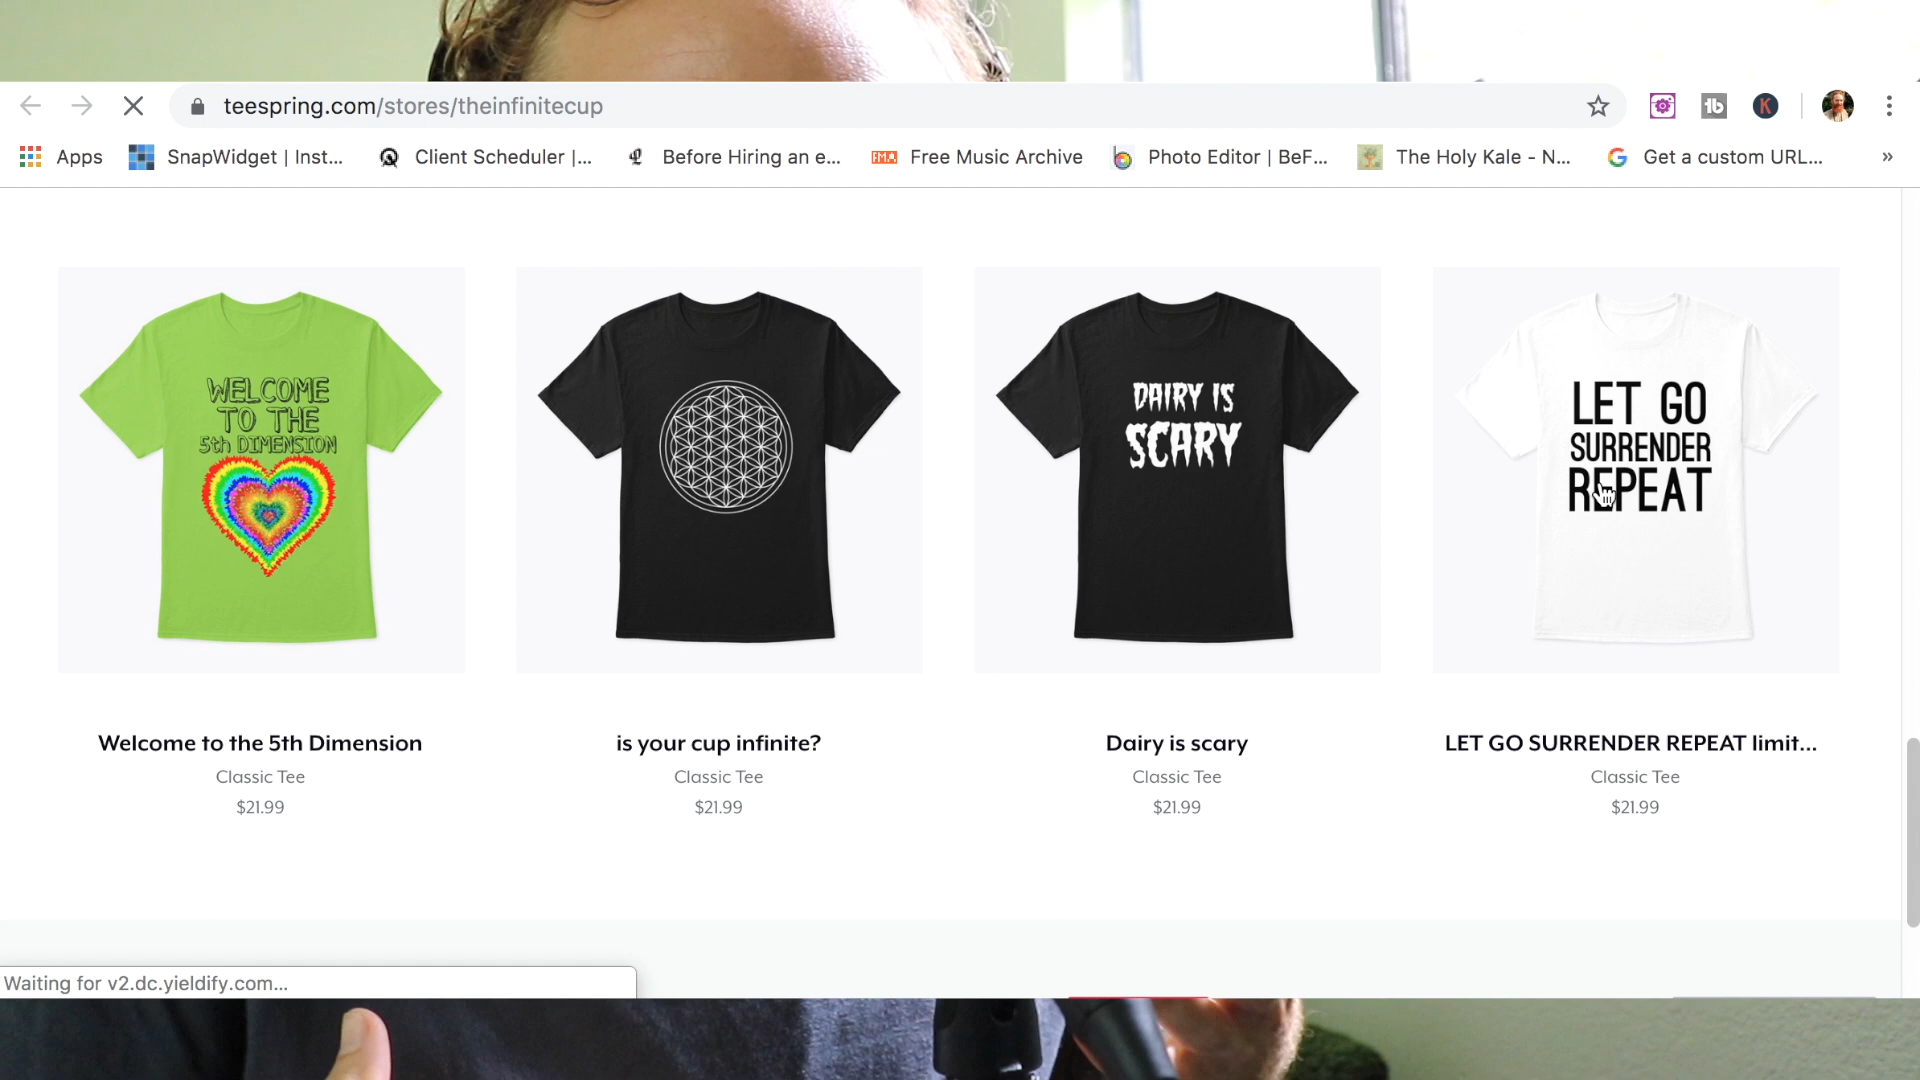 teespring.com/stores/theinfinitecup
Apps
SnapWidget | Inst...
Client Scheduler |...
Before Hiring an e...
FMA
Free Music Archive
Photo Editor | BeF...
The Holy Kale - N...
Get a custom URL...
»
WELCOME
TO THE
5th DIMENSION
DAIRY IS
SCARY
LET GO
SURRENDER
REPEAT
Welcome to the 5th Dimension
Classic Tee
$21.99
is your cup infinite?
Classic Tee
$21.99
Dairy is scary
Classic Tee
$21.99
LET GO SURRENDER REPEAT limit...
Classic Tee
$21.99
Waiting for v2.dc.yieldify.com...